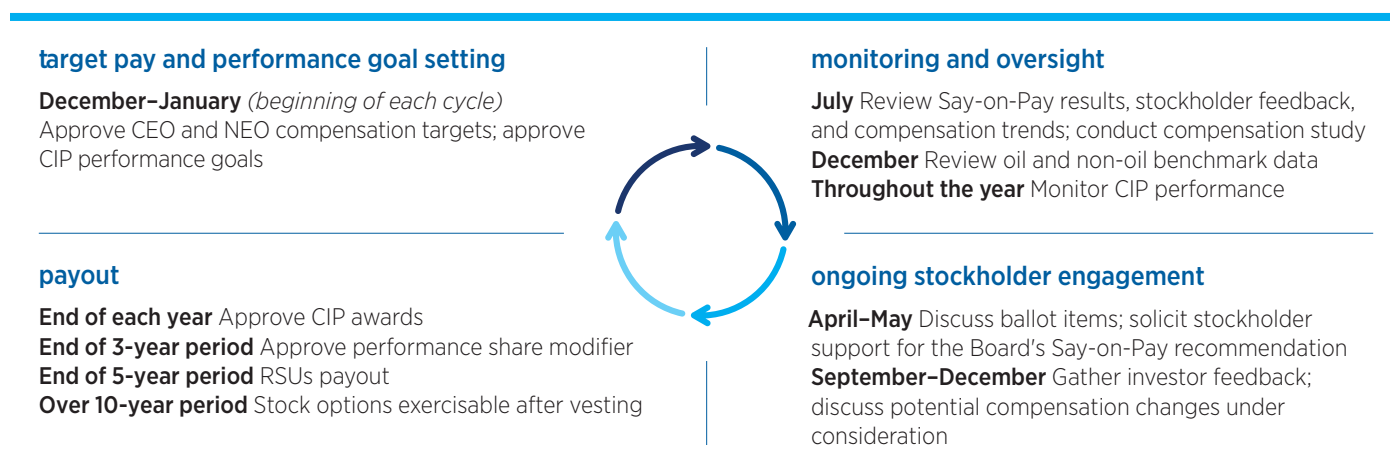 target pay and performance goal setting
December–January (beginning of each cycle)
Approve CEO and NEO compensation targets; approve
CIP performance goals
monitoring and oversight
July Review Say-on-Pay results, stockholder feedback,
and compensation trends; conduct compensation study
December Review oil and non-oil benchmark data
Throughout the year Monitor CIP performance
payout
End of each year Approve CIP awards
End of 3-year period Approve performance share modifier
End of 5-year period RSUs payout
Over 10-year period Stock options exercisable after vesting
ongoing stockholder engagement
April–May Discuss ballot items; solicit stockholder
support for the Board's Say-on-Pay recommendation
September–December Gather investor feedback;
discuss potential compensation changes under
consideration